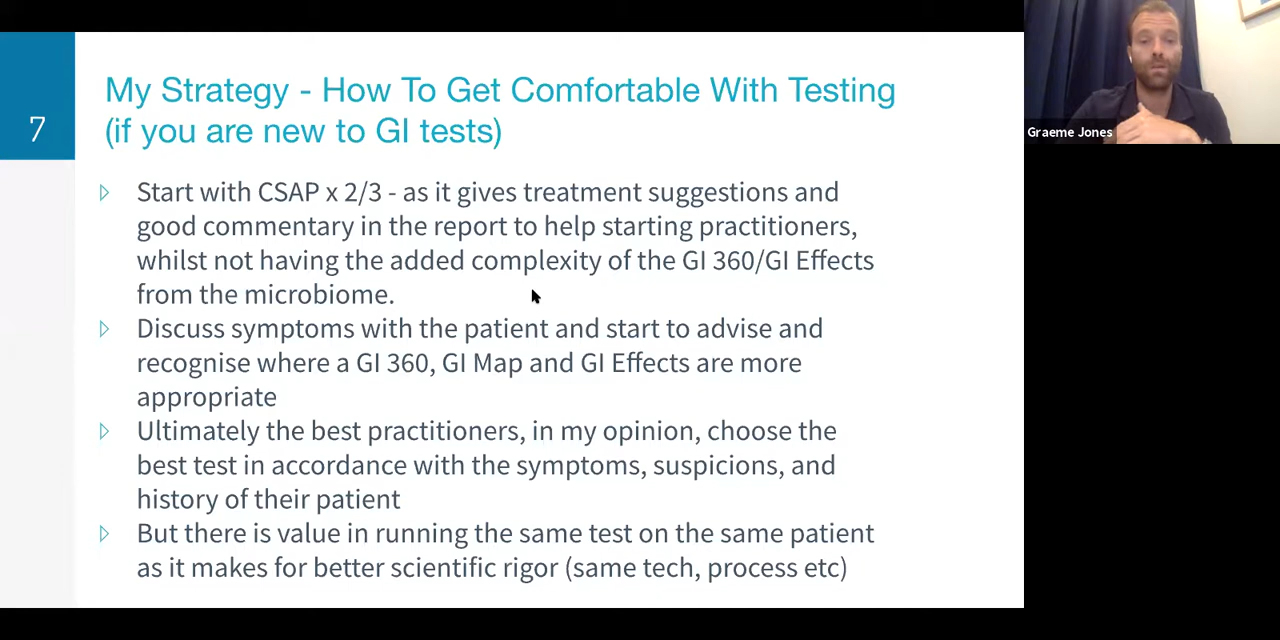 7
My Strategy - How To Get Comfortable With Testing
(if you are new to GI tests)
Start with CSAP x 2/3 - as it gives treatment suggestions and
good commentary in the report to help starting practitioners,
whilst not having the added complexity of the GI 360/GI Effects
from the microbiome.
Discuss symptoms with the patient and start to advise and
recognise where a GI 360, GI Map and GI Effects are more
appropriate
Ultimately the best practitioners, in my opinion, choose the
best test in accordance with the symptoms, suspicions, and
history of their patient
But there is value in running the same test on the same patient
as it makes for better scientific rigor (same tech, process etc)
Graeme Jones